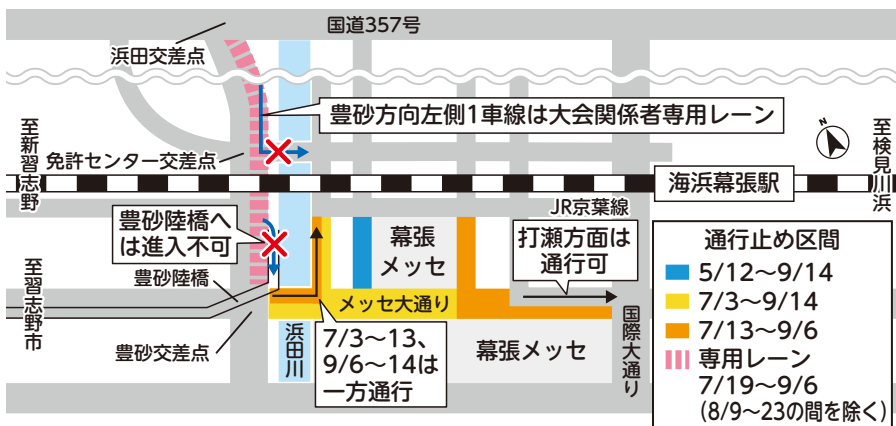 国道357号
浜田交差点
豊砂方向左側1車線は大会関係者専用レーン
至新習志野
免許センター交差点
N
至検見川浜
海浜幕張駅
JR京葉線
豊砂陸橋へ
は進入不可
幕張
メッセ
打瀬方面は
通行可
通行止め区間
5/12～9/14
7/3～9/14
7/13～9/6
専用レーン
7/19～9/6
(8/9～23の間を除く)
至習志野市
豊砂陸橋
メッセ大通り
豊砂交差点
浜田川
7/3～13、
9/6～14は
一方通行
幕張メッセ
国際大通り